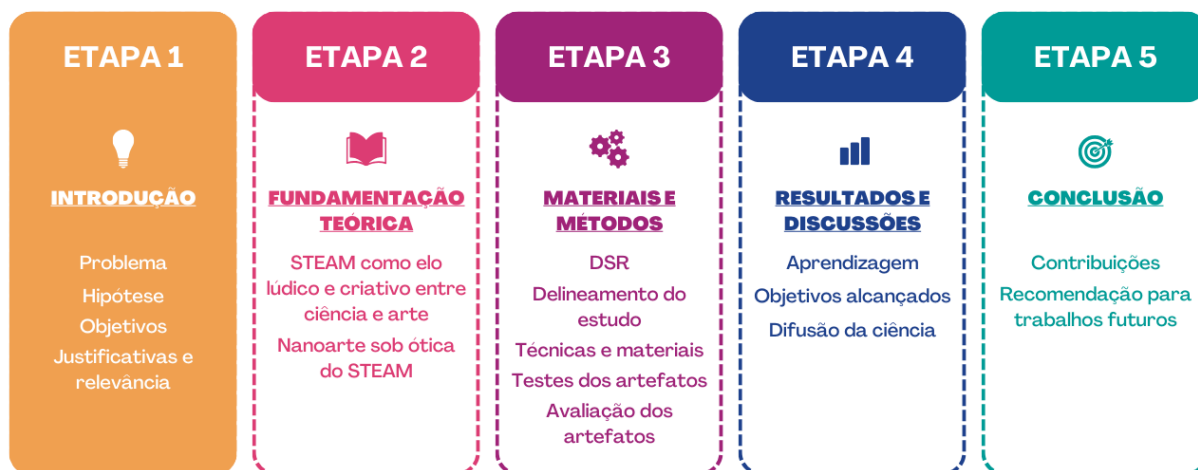 ETAPA 1
INTRODUÇÃO
Problema
Hipótese
Objetivos
Justificativas e
relevância
ETAPA 2
FUNDAMENTAÇÃO
TEÓRICA
STEAM como elo
lúdico e criativo entre
ciência e arte
Nanoarte sob ótica
do STEAM
ETAPA 3
MATERIAIS E
MÉTODOS
DSR
Delineamento do
estudo
Técnicas e materiais
Testes dos artefatos
Avaliação dos
artefatos
ETAPA 4
RESULTADOS E
DISCUSSÕES
Aprendizagem
Objetivos alcançados
Difusão da ciência
ETAPA 5
CONCLUSÃO
Contribuições
Recomendação para
trabalhos futuros